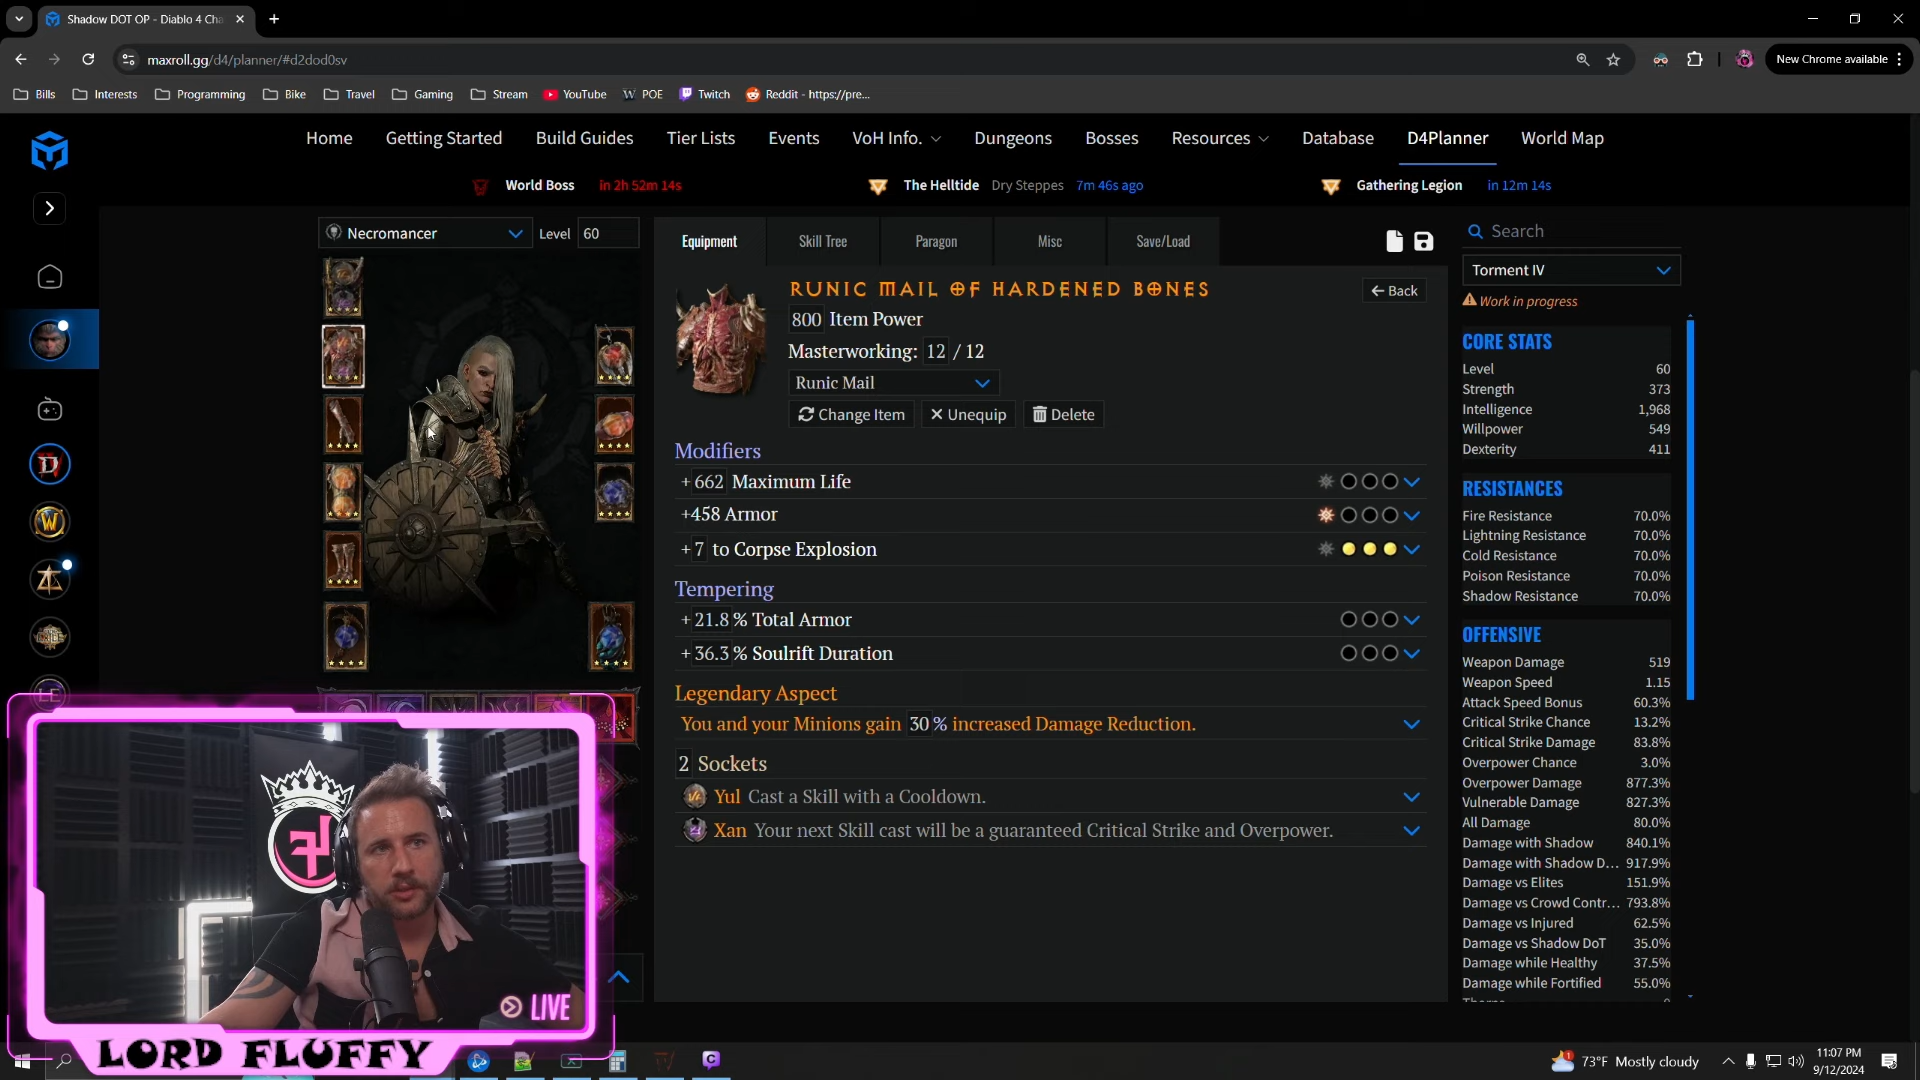 Shadow DOT OP - Diablo 4 Cha
maxroll.gg/d4/planner/#d2dod0sv
New Chrome available
Bills
Interests
Programming
Bike
Travel
Gaming
Stream
YouTube
POE
Twitch
Reddit - https://pre...
Home
Getting Started
Build Guides
Tier Lists
Events
VoH Info.
Dungeons
Bosses
Resources
Database
D4Planner
World Map
World Boss in 2h 52m 14s
The Helltide Dry Steppes 7m 46s ago
Gathering Legion in 12m 14s
Necromancer
Level 60
Equipment
Skill Tree
Paragon
Misc
Save/Load
RUNIC MAIL OF HARDENED BONES
Back
800 Item Power
Masterworking: 12 / 12
Runic Mail
Change Item
Unequip
Delete
Modifiers
+662 Maximum Life
+458 Armor
+7 to Corpse Explosion
Tempering
+21.8% Total Armor
+36.3% Soulrift Duration
Legendary Aspect
You and your Minions gain 30% increased Damage Reduction.
2 Sockets
Yul Cast a Skill with a Cooldown.
Xan Your next Skill cast will be a guaranteed Critical Strike and Overpower.
Search
Torment IV
Work in progress
CORE STATS
Level 60
Strength 373
Intelligence 1,968
Willpower 549
Dexterity 411
RESISTANCES
Fire Resistance 70.0%
Lightning Resistance 70.0%
Cold Resistance 70.0%
Poison Resistance 70.0%
Shadow Resistance 70.0%
OFFENSIVE
Weapon Damage 519
Weapon Speed 1.15
Attack Speed Bonus 60.3%
Critical Strike Chance 13.2%
Critical Strike Damage 83.8%
Overpower Chance 3.0%
Overpower Damage 877.3%
Vulnerable Damage 827.3%
All Damage 80.0%
Damage with Shadow 840.1%
Damage with Shadow D... 917.9%
Damage vs Elites 151.9%
Damage vs Crowd Contr... 793.8%
Damage vs Injured 62.5%
Damage vs Shadow DoT 35.0%
Damage while Healthy 37.5%
Damage while Fortified 55.0%
LIVE
LORD FLUFFY
73°F Mostly cloudy
11:07 PM
9/12/2024